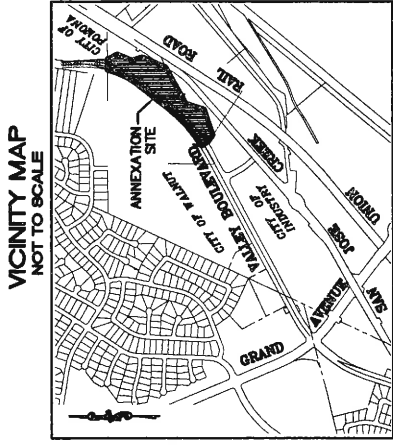 VICINITY MAP
NOT TO SCALE
CITY OF
POMONA
ROAD
RAIL
ANNEXATION
SITE
CREEK
CITY OF WALNUT
VALLEY BOULEVARD
CITY OF
INDUSTRY
UNION
JOSE
SAN
AVENUE
GRAND